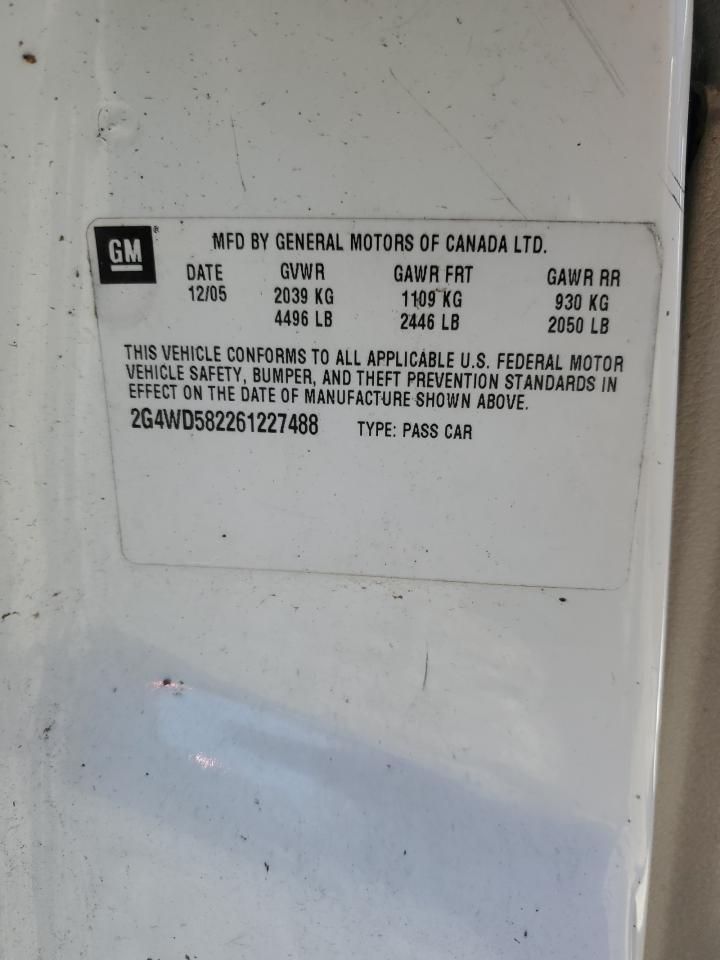 GM ®
MFD BY GENERAL MOTORS OF CANADA LTD.
DATE GVWR GAWR FRT GAWR RR
12/05 2039 KG 1109 KG 930 KG
4496 LB 2446 LB 2050 LB
THIS VEHICLE CONFORMS TO ALL APPLICABLE U.S. FEDERAL MOTOR
VEHICLE SAFETY, BUMPER, AND THEFT PREVENTION STANDARDS IN
EFFECT ON THE DATE OF MANUFACTURE SHOWN ABOVE.
2G4WD582261227488 TYPE: PASS CAR